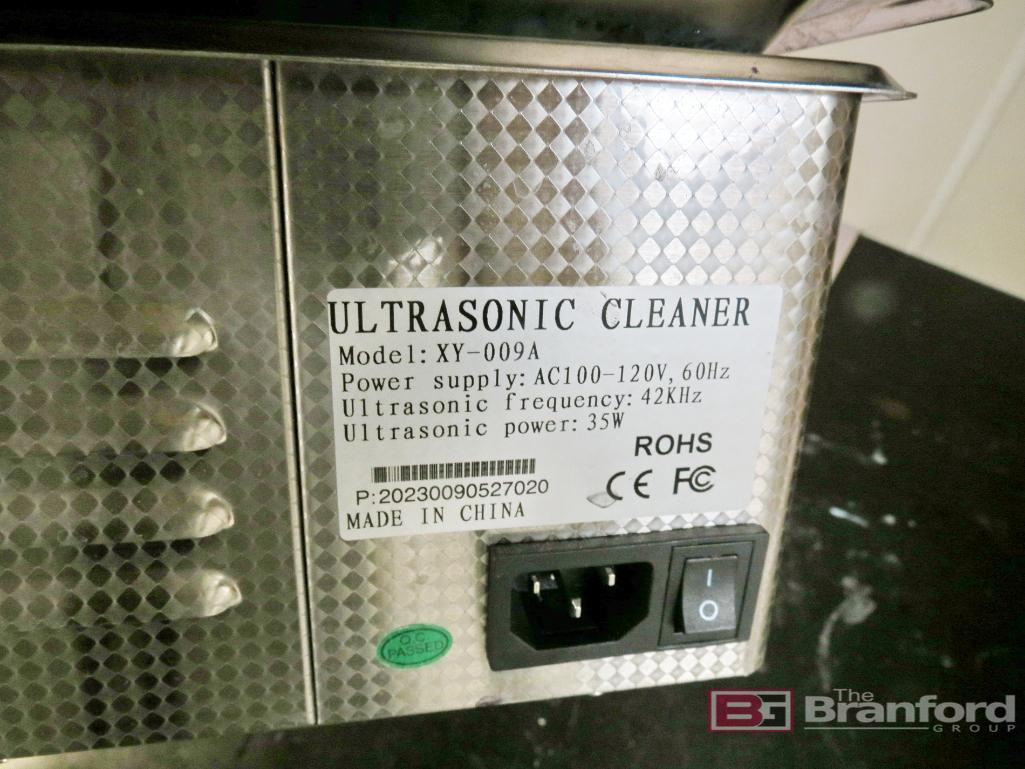 ULTRASONIC CLEANER
Model: XY-009A
Power supply: AC100-120V, 60Hz
Ultrasonic frequency: 42KHz
Ultrasonic power: 35W
ROHS
CE FC
P:20230090527020
MADE IN CHINA
Q.C
PASSED
I
O
BG The
Branford
GROUP